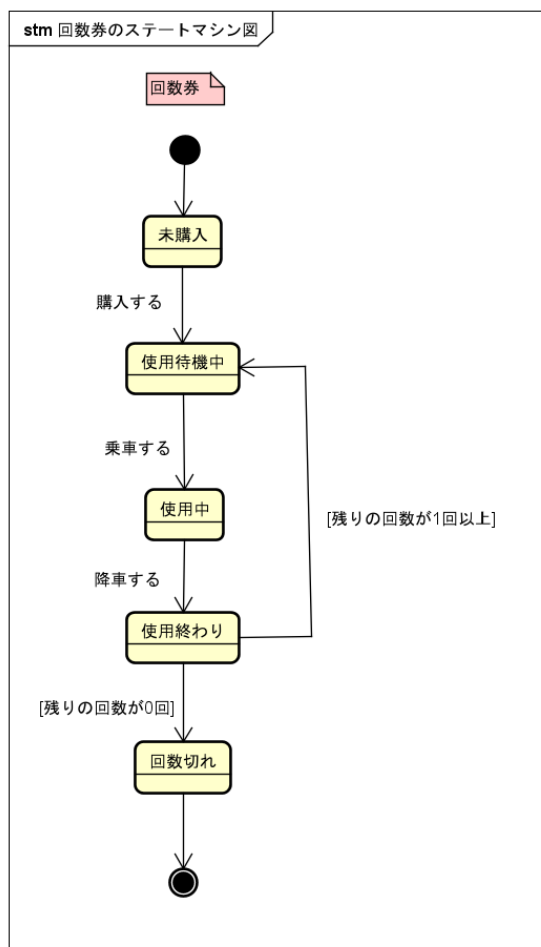 stm 回数券のステートマシン図
回数券
未購入
購入する
使用待機中
乗車する
使用中
[残りの回数が1回以上]
降車する
使用終わり
[残りの回数が0回]
回数切れ